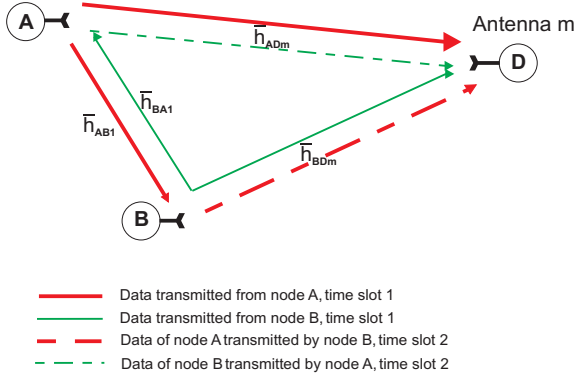 A
h̅ADm
Antenna m
D
h̅AB1
h̅BA1
h̅BDm
B
Data transmitted from node A, time slot 1
Data transmitted from node B, time slot 1
Data of node A transmitted by node B, time slot 2
Data of node B transmitted by node A, time slot 2